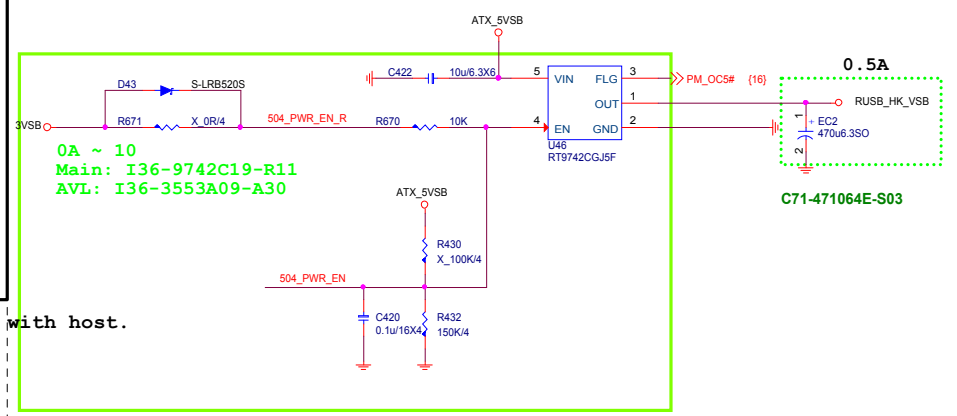 ATX_5VSB
0.5A
D43 S-LRB520S
C422 10u/6.3X6
5 VIN FLG 3 PM_OC5# {16}
OUT 1 RUSB_HK_VSB
3VSB R671 X_0R/4 504_PWR_EN_R R670 10K 4 EN GND 2
1 + EC2
470u6.3SO
2
U46
RT9742CGJ5F
0A ~ 10
Main: I36-9742C19-R11
AVL: I36-3553A09-A30
ATX_5VSB
C71-471064E-S03
R430
X_100K/4
504_PWR_EN
C420
0.1u/16X4
R432
150K/4
with host.